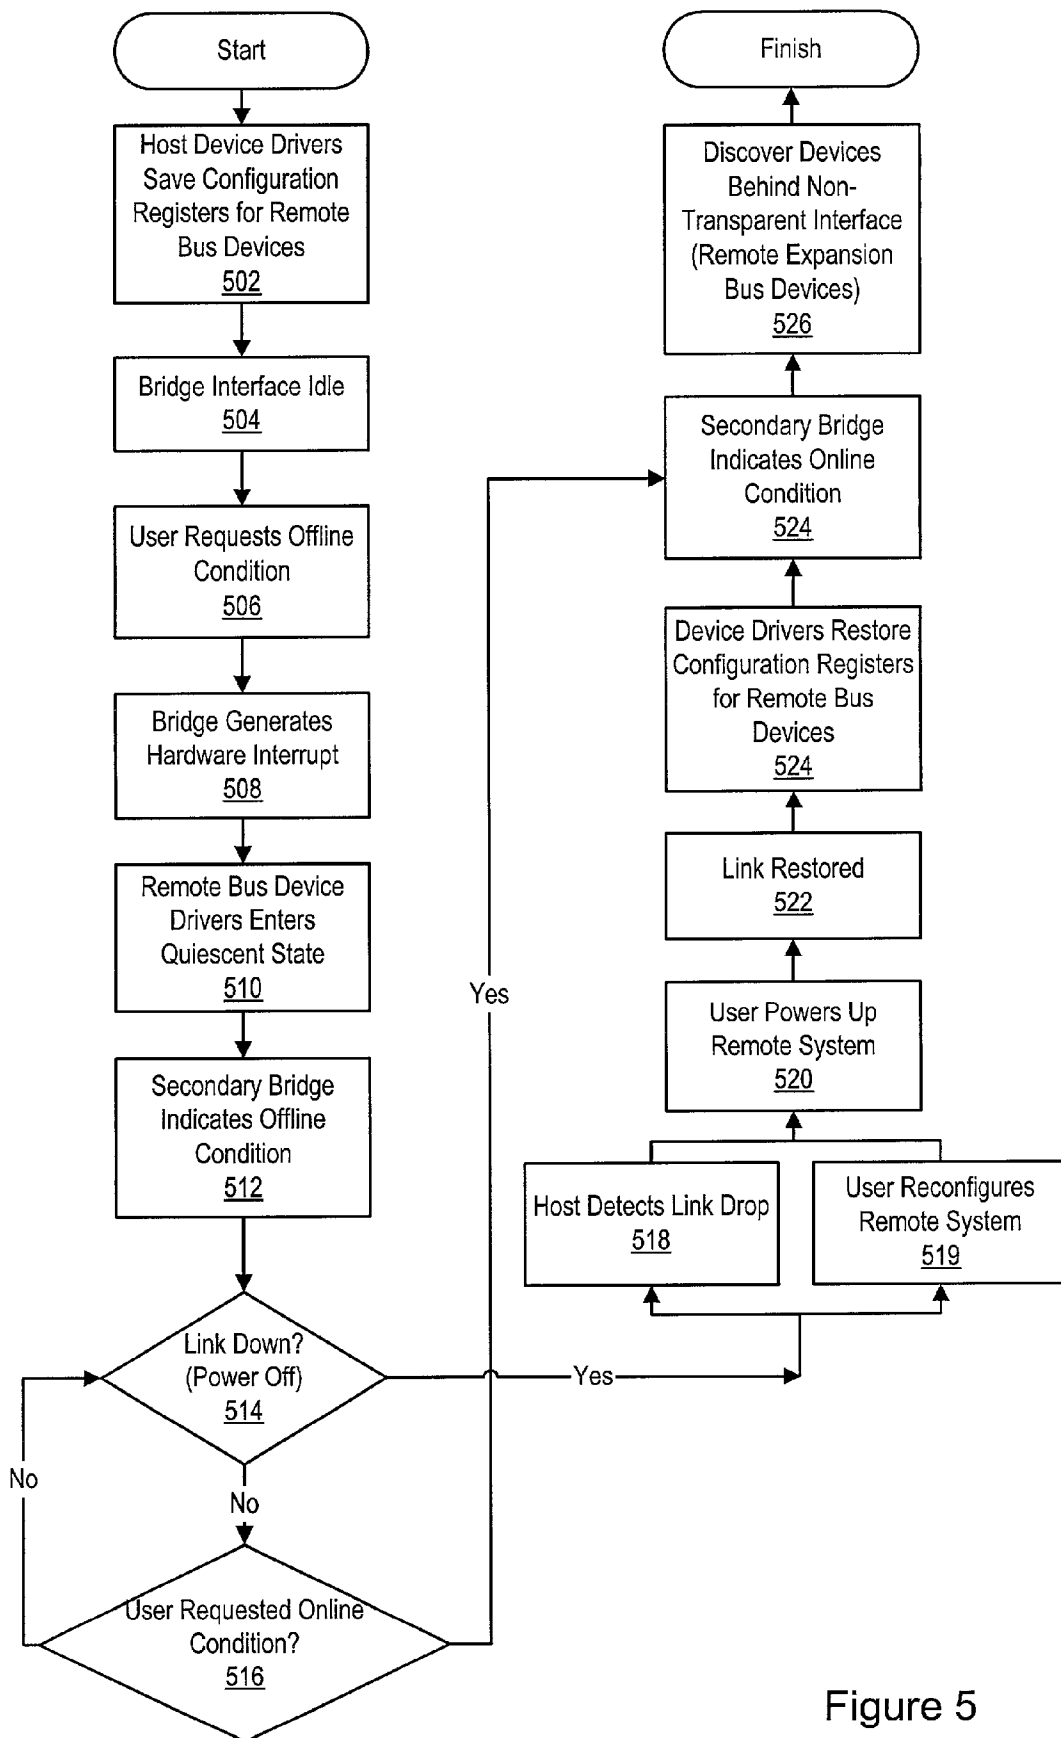 Start
Host Device Drivers
Save Configuration
Registers for Remote
Bus Devices
502
Bridge Interface Idle
504
User Requests Offline
Condition
506
Bridge Generates
Hardware Interrupt
508
Remote Bus Device
Drivers Enters
Quiescent State
510
Secondary Bridge
Indicates Offline
Condition
512
Link Down?
(Power Off)
514
No
No
User Requested Online
Condition?
516
Yes
Yes
Host Detects Link Drop
518
User Reconfigures
Remote System
519
User Powers Up
Remote System
520
Link Restored
522
Device Drivers Restore
Configuration Registers
for Remote Bus
Devices
524
Secondary Bridge
Indicates Online
Condition
524
Discover Devices
Behind Non-
Transparent Interface
(Remote Expansion
Bus Devices)
526
Finish
Figure 5